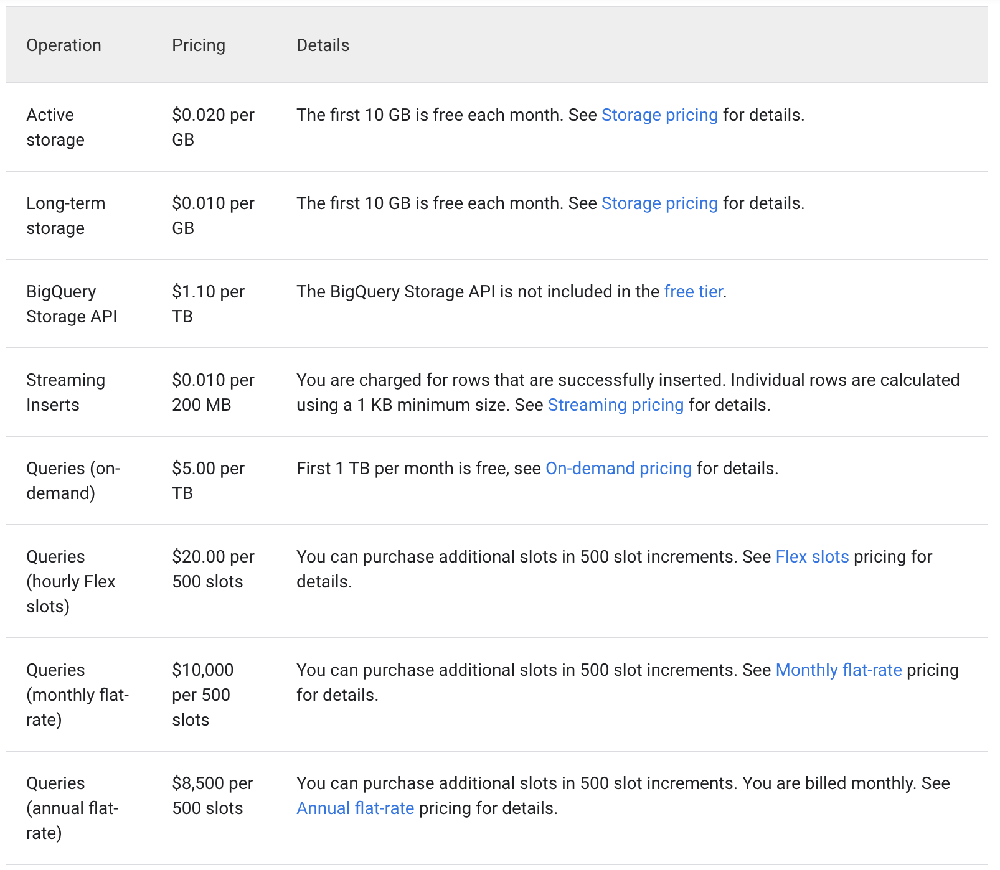 Operation Pricing Details
Active
storage
$0.020 per
GB
The first 10 GB is free each month. See Storage pricing for details.
Long-term
storage
$0.010 per
GB
The first 10 GB is free each month. See Storage pricing for details.
BigQuery
Storage API
$1.10 per
TB
The BigQuery Storage API is not included in the free tier.
Streaming
Inserts
$0.010 per
200 MB
You are charged for rows that are successfully inserted. Individual rows are calculated
using a 1 KB minimum size. See Streaming pricing for details.
Queries (on-
demand)
$5.00 per
TB
First 1 TB per month is free, see On-demand pricing for details.
Queries
(hourly Flex
slots)
$20.00 per
500 slots
You can purchase additional slots in 500 slot increments. See Flex slots pricing for
details.
Queries
(monthly flat-
rate)
$10,000
per 500
slots
You can purchase additional slots in 500 slot increments. See Monthly flat-rate pricing
for details.
Queries
(annual flat-
rate)
$8,500 per
500 slots
You can purchase additional slots in 500 slot increments. You are billed monthly. See
Annual flat-rate pricing for details.